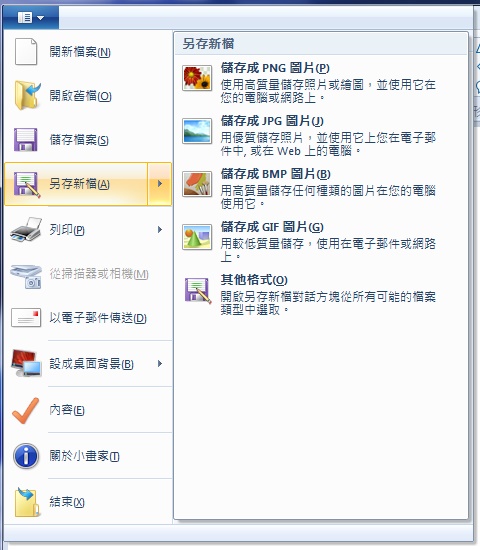 開新檔案(N)
開啟舊檔(O)
儲存檔案(S)
另存新檔(A)
列印(P)
從掃描器或相機(M)
以電子郵件傳送(D)
設成桌面背景(B)
內容(E)
關於小畫家(T)
結束(X)
另存新檔
儲存成 PNG 圖片(P)
使用高質量儲存照片或繪圖，並使用它在
您的電腦或網路上。
儲存成 JPG 圖片(J)
用優質儲存照片，並使用它上您在電子郵
件中, 或在 Web 上的電腦。
儲存成 BMP 圖片(B)
用高質量儲存任何種類的圖片在您的電腦
使用它。
儲存成 GIF 圖片(G)
用較低質量儲存，使用在電子郵件或網路
上。
其他格式(O)
開啟另存新檔對話方塊從所有可能的檔案
類型中選取。